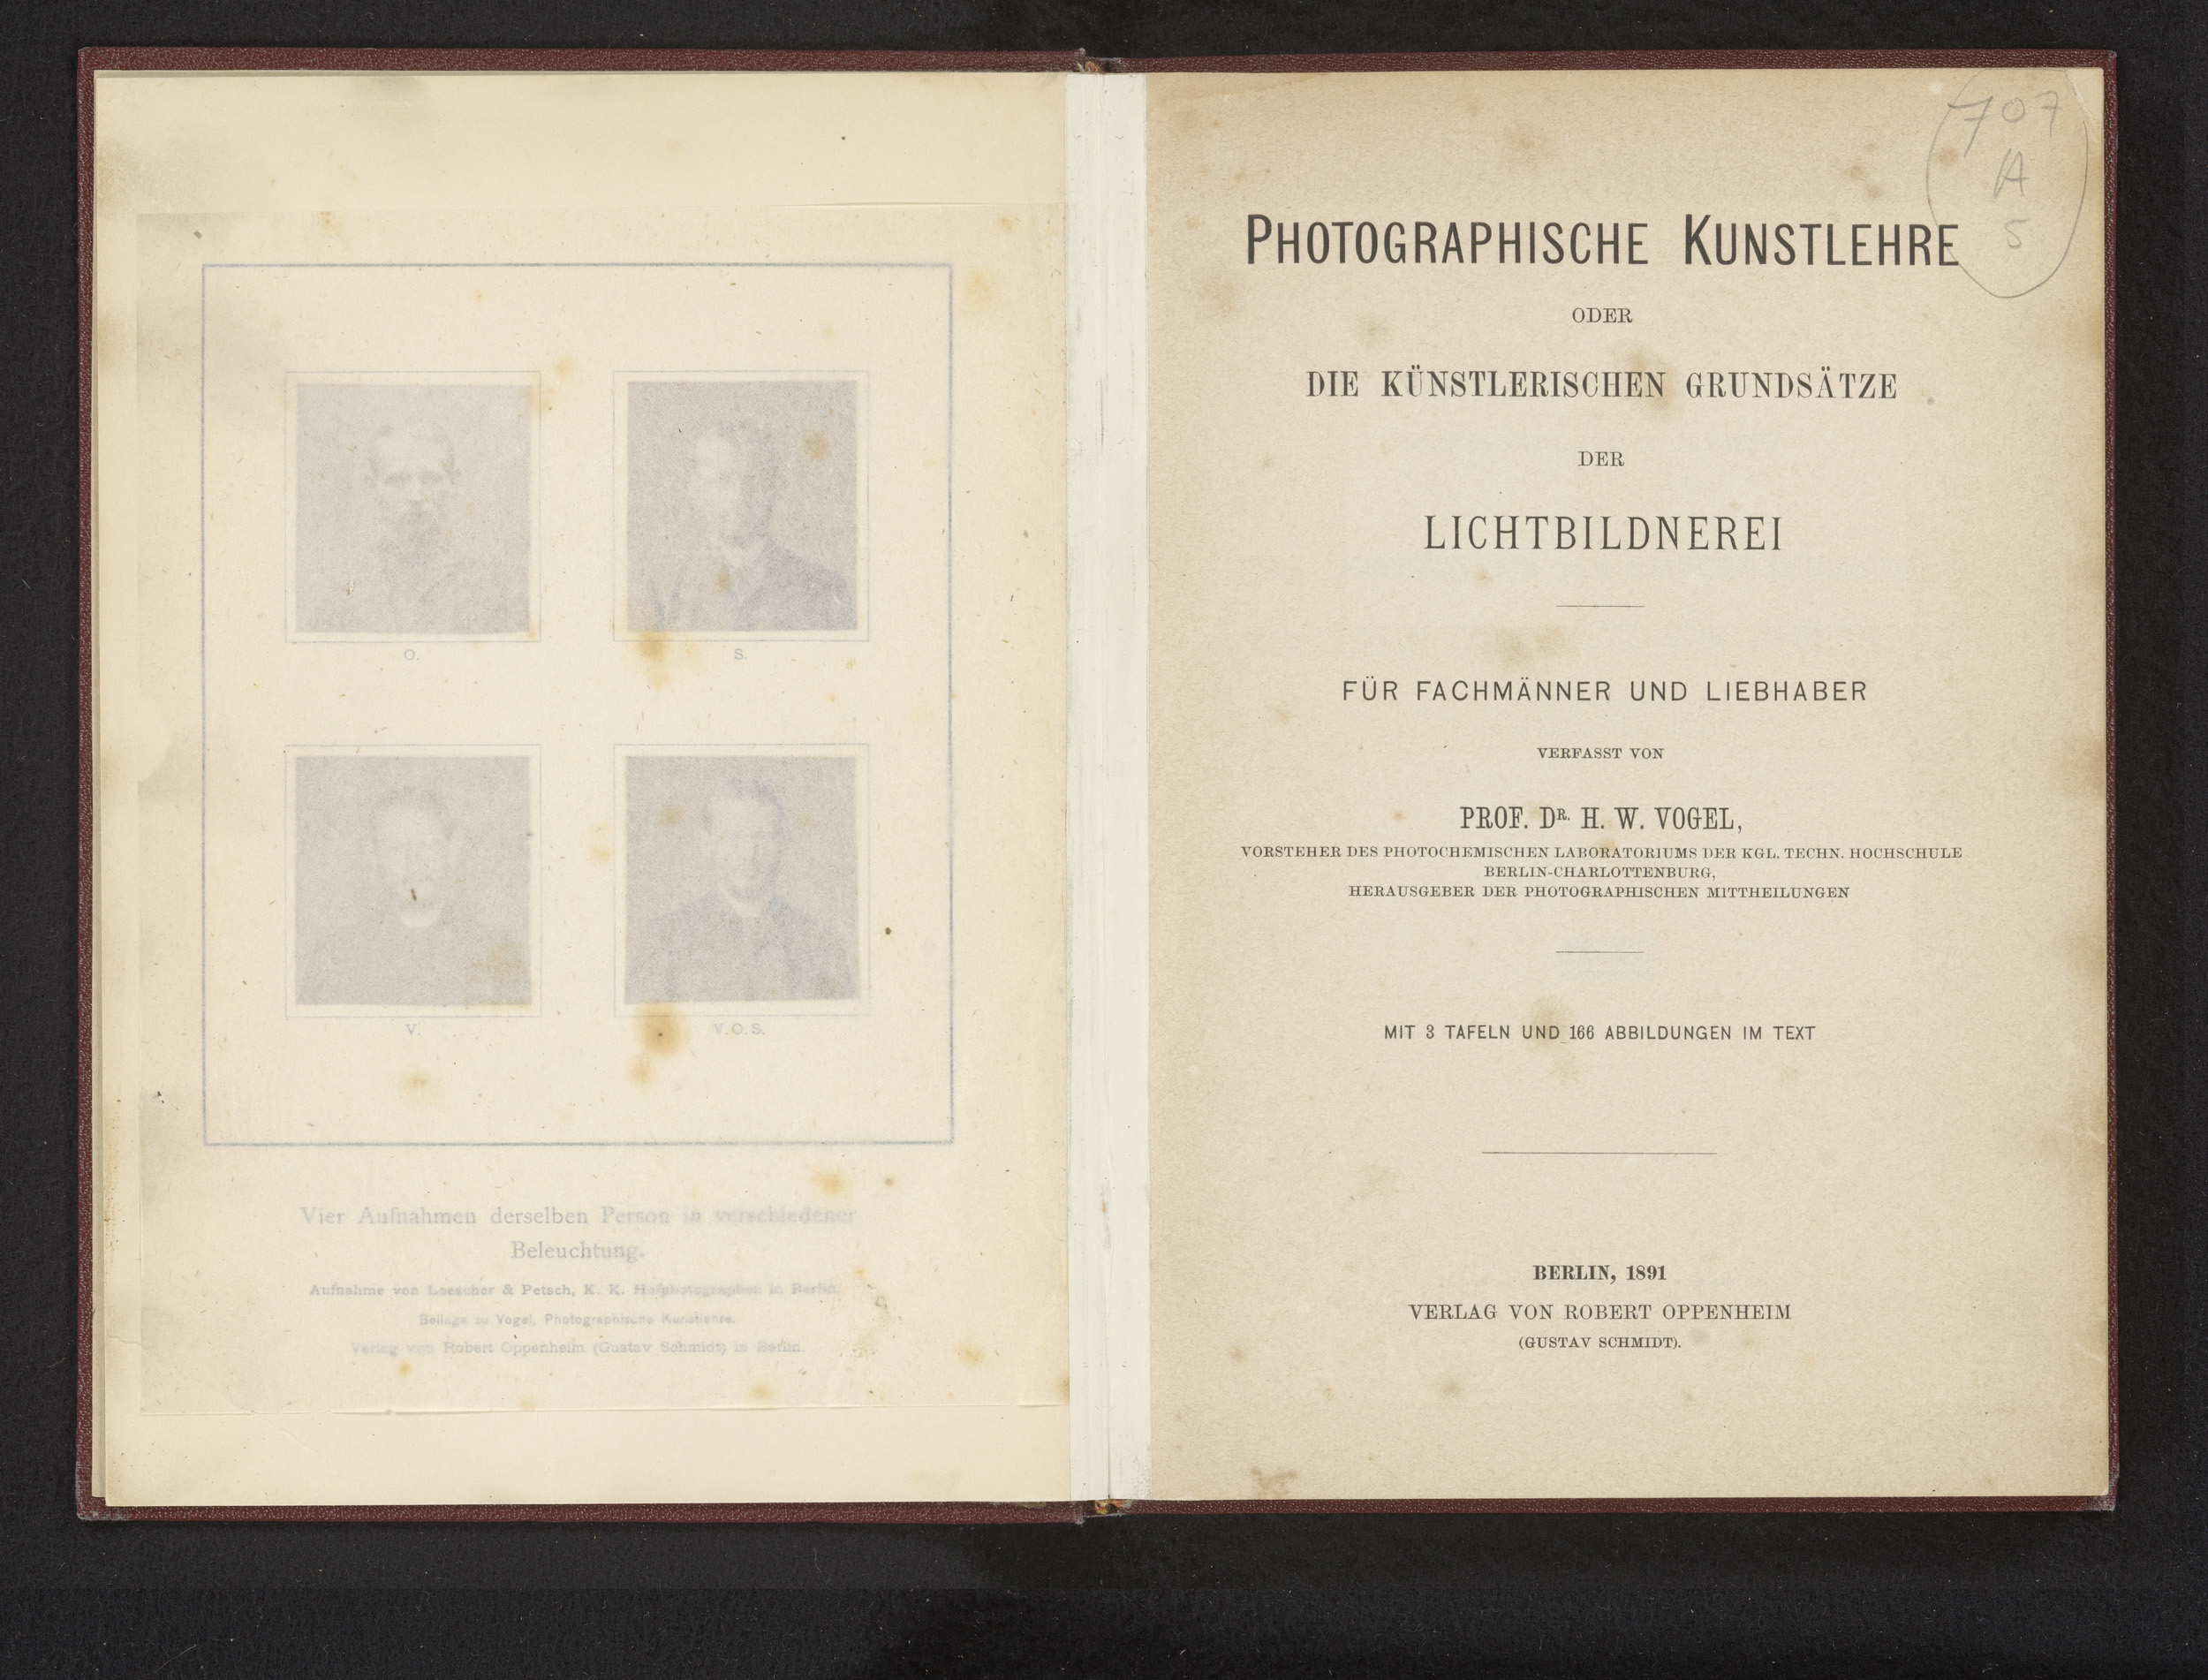 O.
S.
V.
V.O.S.
Vier Aufnahmen derselben Person in verschiedener
Beleuchtung.
Aufnahme von Loescher & Petsch, K. K. Hofphotographen in Berlin.
Beilage zu Vogel, Photographische Kunstlehre.
Verlag von Robert Oppenheim (Gustav Schmidt) in Berlin.
707
A
5
PHOTOGRAPHISCHE KUNSTLEHRE
ODER
DIE KÜNSTLERISCHEN GRUNDSÄTZE
DER
LICHTBILDNEREI
FÜR FACHMÄNNER UND LIEBHABER
VERFASST VON
PROF. DR. H. W. VOGEL,
VORSTEHER DES PHOTOCHEMISCHEN LABORATORIUMS DER KGL. TECHN. HOCHSCHULE
BERLIN-CHARLOTTENBURG,
HERAUSGEBER DER PHOTOGRAPHISCHEN MITTHEILUNGEN
MIT 3 TAFELN UND 166 ABBILDUNGEN IM TEXT
BERLIN, 1891
VERLAG VON ROBERT OPPENHEIM
(GUSTAV SCHMIDT).